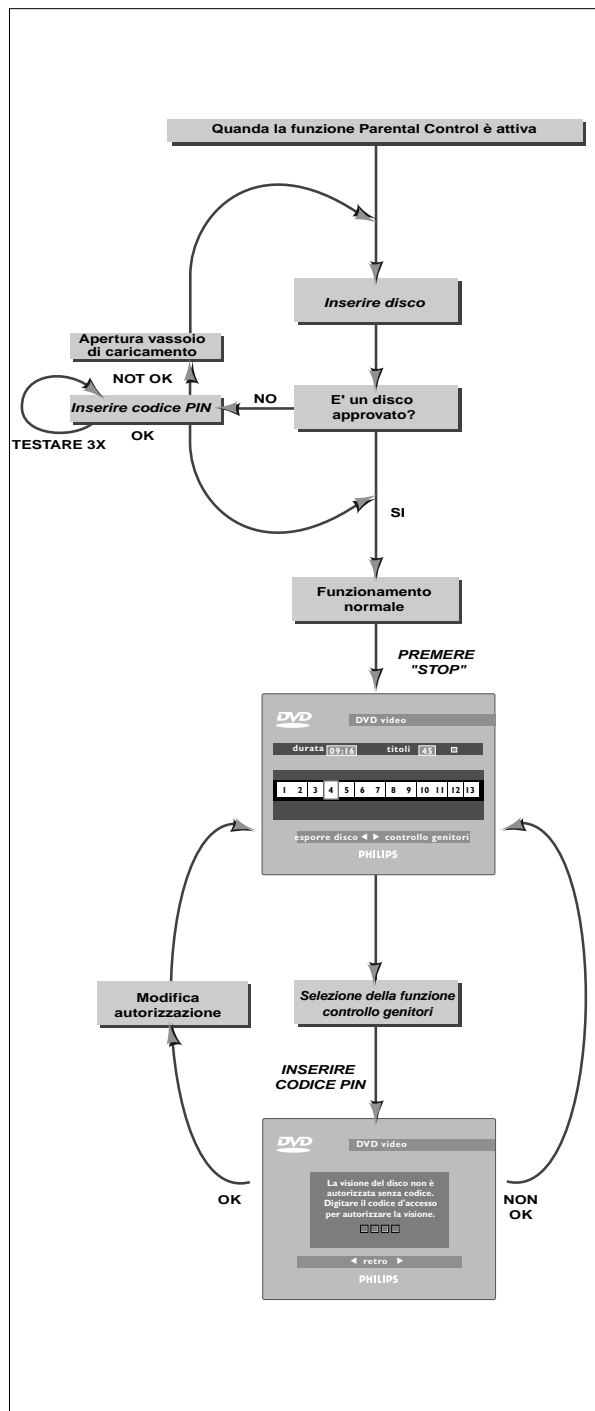 Quanda la funzione Parental Control è attiva
Inserire disco
Apertura vassoio
di caricamento
NOT OK
Inserire codice PIN
NO
E' un disco
approvato?
OK
TESTARE 3X
SI
Funzionamento
normale
PREMERE
"STOP"
DVD
DVD video
durata 09:16 titoli 45
1 2 3 4 5 6 7 8 9 10 11 12 13
esporre disco ◀ ▶ controllo genitori
PHILIPS
Modifica
autorizzazione
Selezione della funzione
controllo genitori
INSERIRE
CODICE PIN
DVD
DVD video
La visione del disco non è
autorizzata senza codice.
Digitare il codice d'accesso
per autorizzare la visione.
OK
NON
OK
◀ retro ▶
PHILIPS